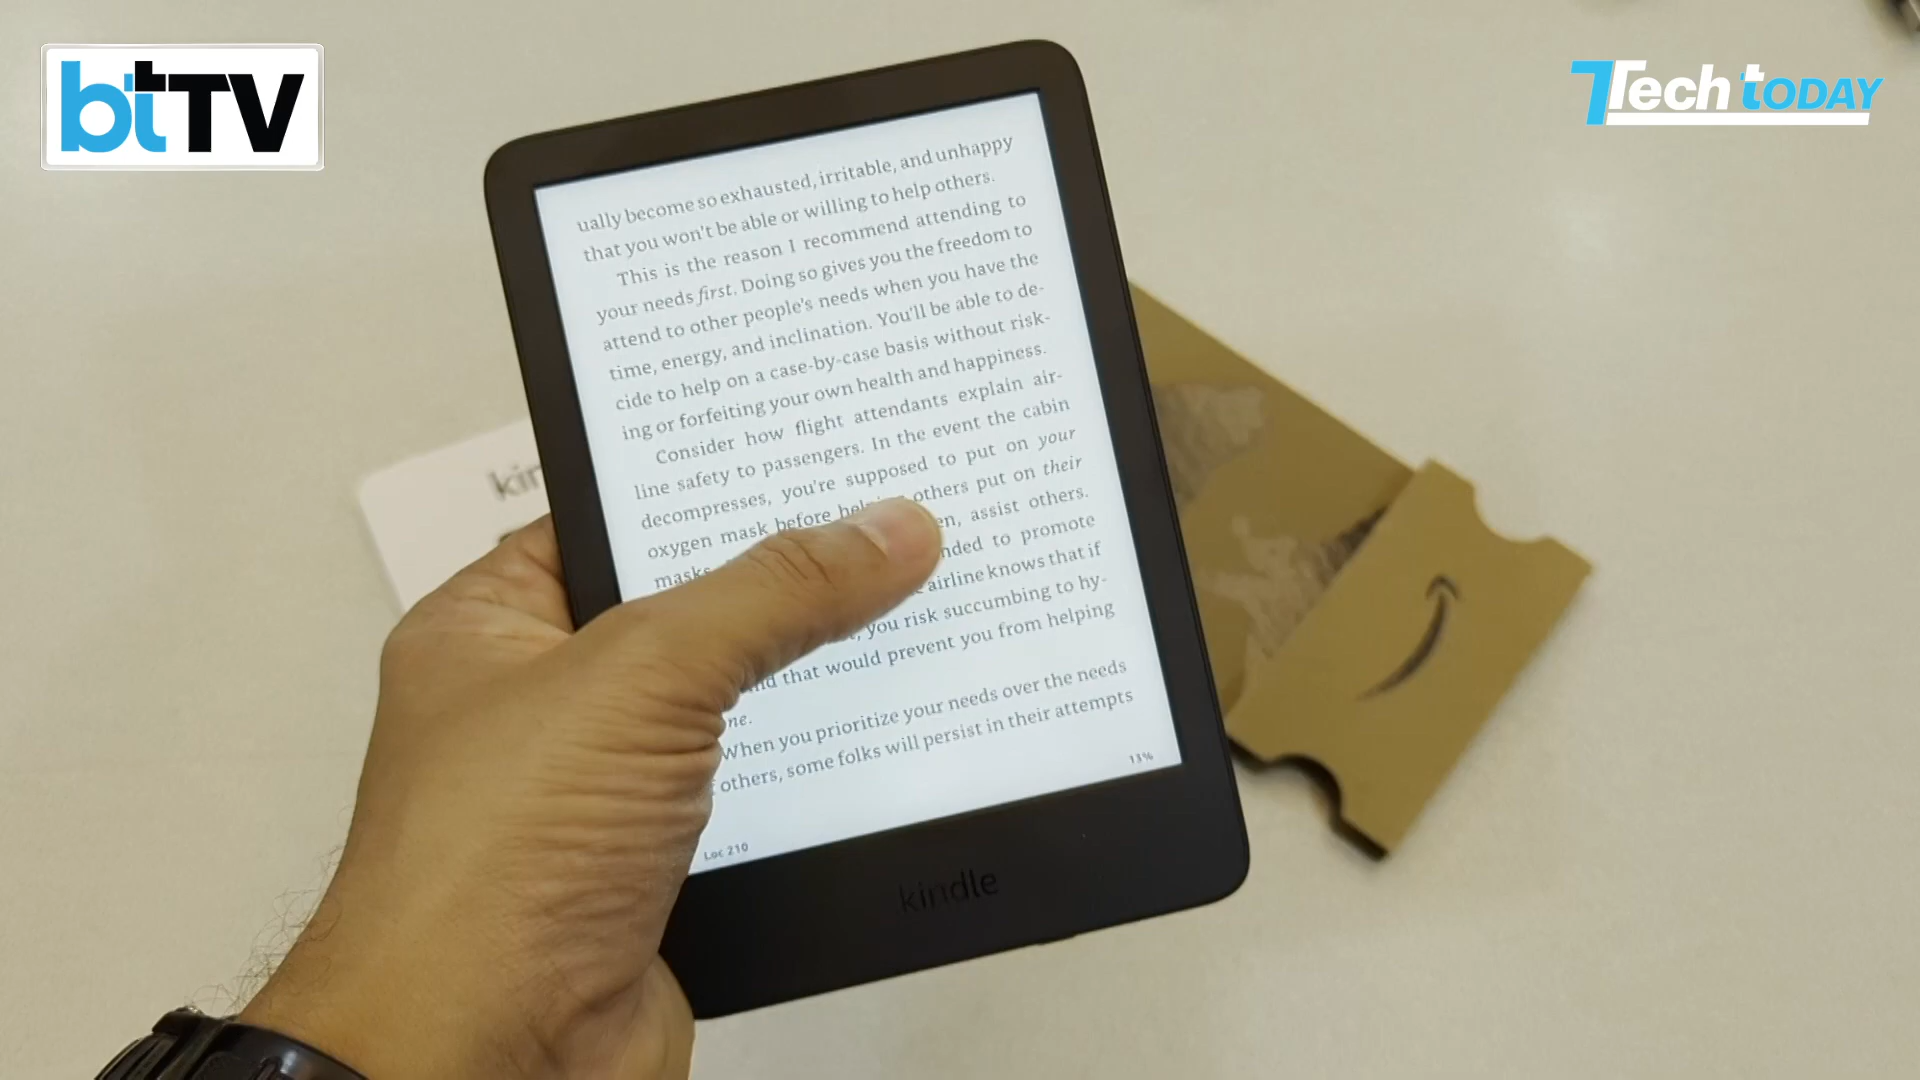 btTV
Tech today
ually become so exhausted, irritable, and unhappy
that you won't be able or willing to help others.
This is the reason I recommend attending to
your needs first. Doing so gives you the freedom to
attend to other people's needs when you have the
time, energy, and inclination. You'll be able to de-
cide to help on a case-by-case basis without risk-
ing or forfeiting your own health and happiness.
Consider how flight attendants explain air-
line safety to passengers. In the event the cabin
decompresses, you're supposed to put on your
oxygen mask before others put on their
masks assist others.
to promote
airline knows that if
you risk succumbing to hy-
that would prevent you from helping
When you prioritize your needs over the needs
others, some folks will persist in their attempts
Loc 210
13%
kindle